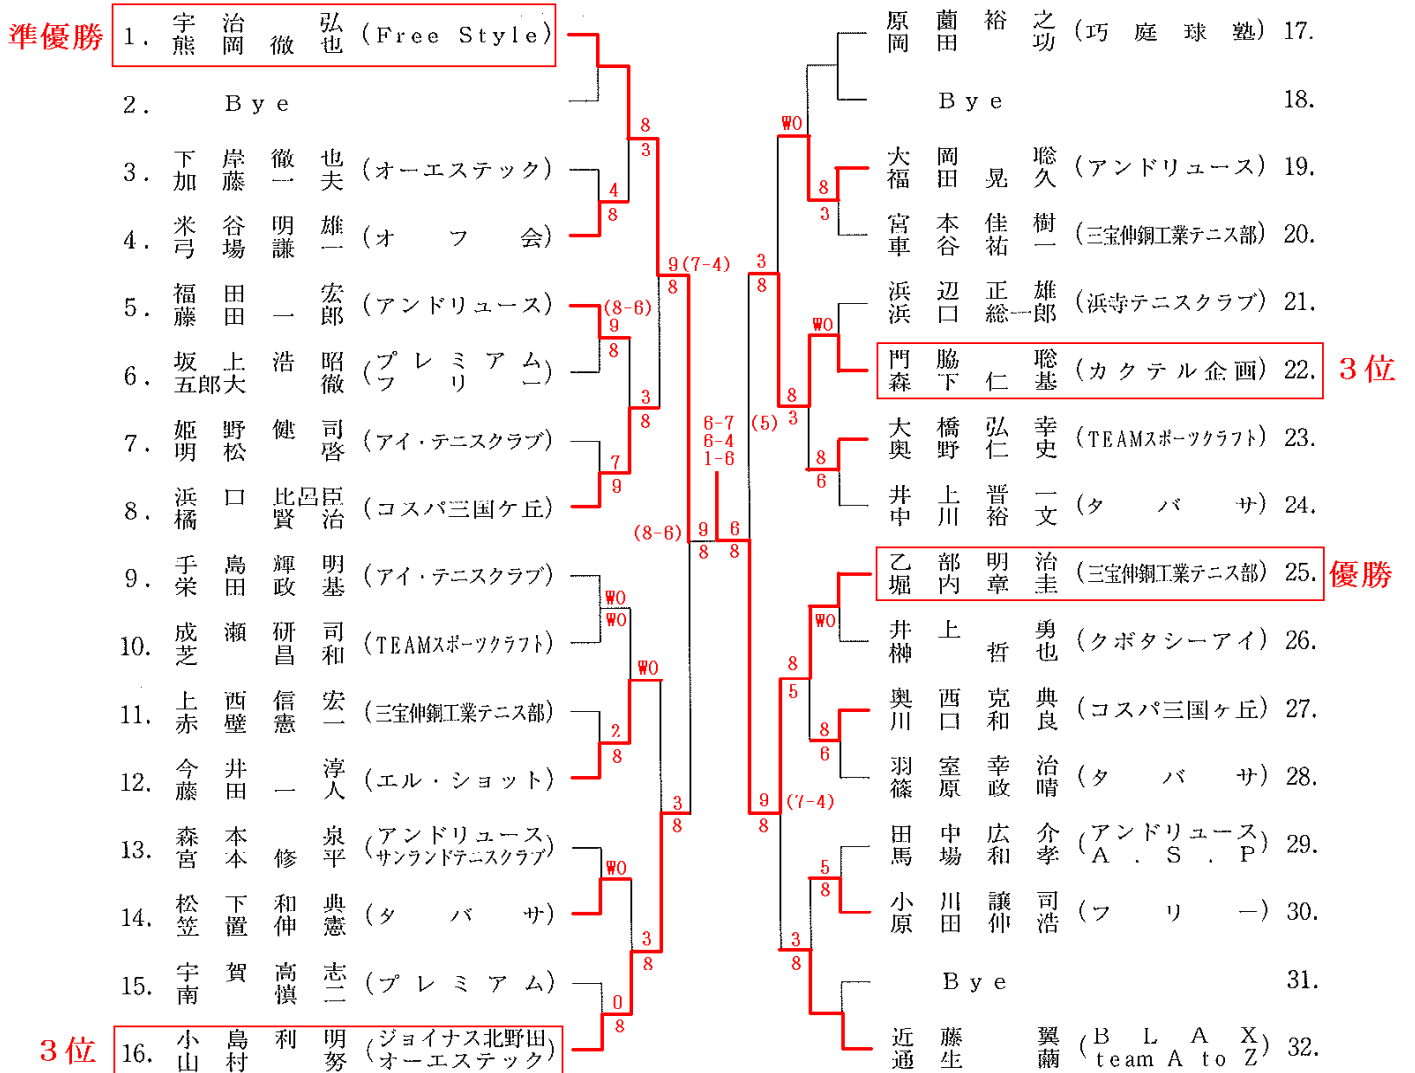 準優勝
1. 宇治 弘 熊岡徹也 (Free Style)
2. Bye
3. 下岸徹也 加藤一夫 (オーエステック)
4. 米谷明雄 弓場謙一 (オフ会)
5. 福田 宏 藤田一郎 (アンドリュース)
6. 坂上浩昭 五郎大 徹 (プレミアム フリー)
7. 姫野健司 明松 啓 (アイ・テニスクラブ)
8. 浜口比呂臣 橘 賢治 (コスパ三国ケ丘)
9. 手島輝明 栄田政基 (アイ・テニスクラブ)
10. 成瀬研司 芝 昌和 (TEAMスポーツクラフト)
11. 上西信宏 赤壁憲一 (三宝伸銅工業テニス部)
12. 今井 淳 藤田一人 (エル・ショット)
13. 森本 泉 宮本修平 (アンドリュース サンランドテニスクラブ)
14. 松下和典 笠置伸憲 (タバサ)
15. 宇賀高志 南 慎二 (プレミアム)
3位
16. 小島利明 山村 努 (ジョイナス北野田 オーエステック)
8
3
4
8
9(7-4)
8
(8-6)
9
8
3
8
7
9
(8-6)
9
8
W0
W0
W0
2
8
3
8
W0
3
8
0
8
6-7
6-4
1-6
6
8
W0
8
3
3
8
W0
(5)
8
3
8
6
W0
8
5
8
6
9
(7-4)
8
5
8
3
8
原薗裕之 岡田 功 (巧庭球塾) 17.
Bye 18.
大岡 聡 福田晃久 (アンドリュース) 19.
宮本佳樹 車谷祐一 (三宝伸銅工業テニス部) 20.
浜辺正雄 浜口総一郎 (浜寺テニスクラブ) 21.
門脇 聡 森下仁基 (カクテル企画) 22.
3位
大橋弘幸 奥野仁史 (TEAMスポーツクラフト) 23.
井上晋一 中川裕文 (タバサ) 24.
乙部明治 堀内章圭 (三宝伸銅工業テニス部) 25.
優勝
井上 勇 榊 哲也 (クボタシーアイ) 26.
奥西克典 川口和良 (コスパ三国ヶ丘) 27.
羽室幸治 篠原政晴 (タバサ) 28.
田中広介 馬場和孝 (アンドリュース A.S.P) 29.
小川譲司 原田伸浩 (フリー) 30.
Bye 31.
近藤 翼 通生 繭 (BLAX team A to Z) 32.